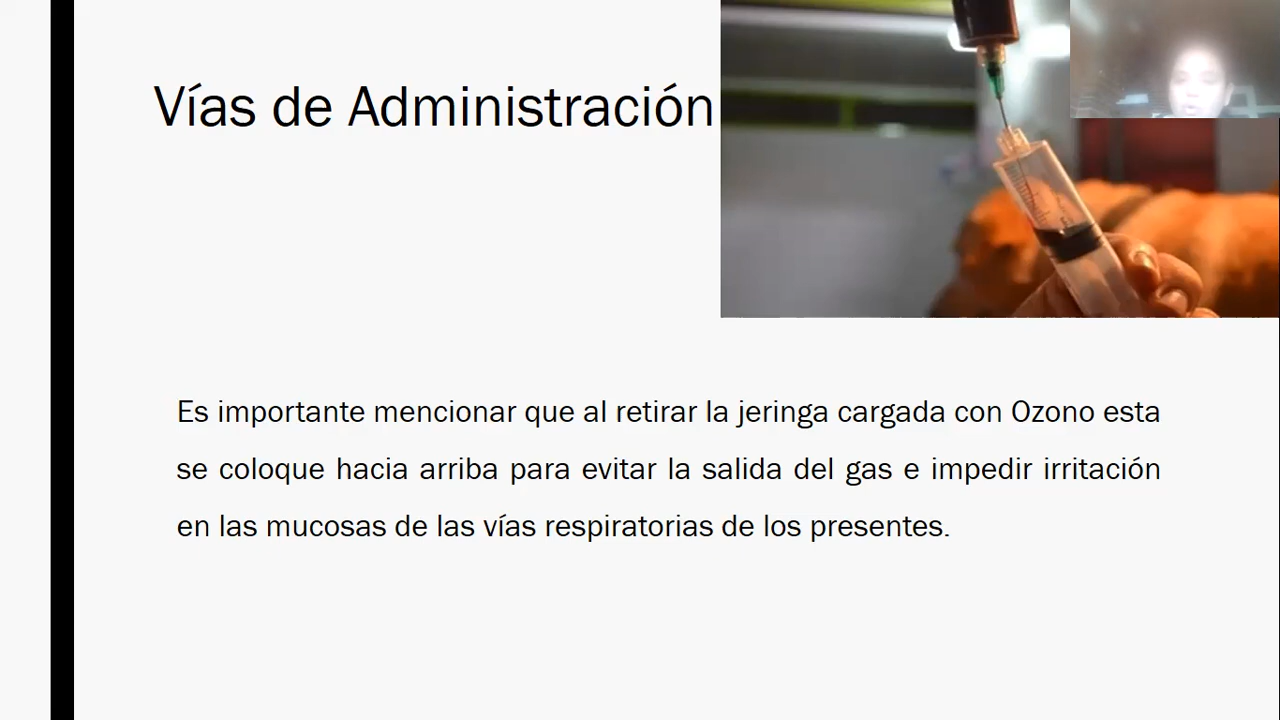 Vías de Administración
Es importante mencionar que al retirar la jeringa cargada con Ozono esta
se coloque hacia arriba para evitar la salida del gas e impedir irritación
en las mucosas de las vías respiratorias de los presentes.